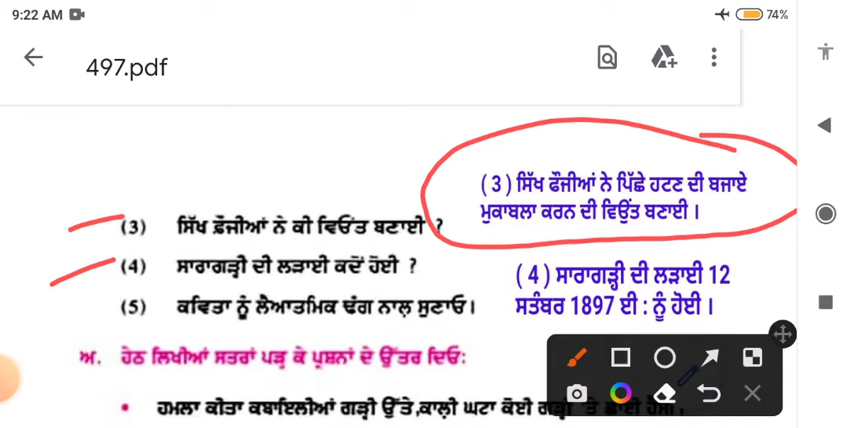 9:22 AM
74%
497.pdf
( 3 ) ਸਿੱਖ ਫੌਜੀਆਂ ਨੇ ਪਿੱਛੇ ਹਟਣ ਦੀ ਬਜਾਏ
ਮੁਕਾਬਲਾ ਕਰਨ ਦੀ ਵਿਉਂਤ ਬਣਾਈ ।
(3) ਸਿੱਖ ਫ਼ੌਜੀਆਂ ਨੇ ਕੀ ਵਿਓਂਤ ਬਣਾਈ ?
(4) ਸਾਰਾਗੜ੍ਹੀ ਦੀ ਲੜਾਈ ਕਦੋਂ ਹੋਈ ?
( 4 ) ਸਾਰਾਗੜ੍ਹੀ ਦੀ ਲੜਾਈ 12
ਸਤੰਬਰ 1897 ਈ : ਨੂੰ ਹੋਈ ।
(5) ਕਵਿਤਾ ਨੂੰ ਲੈਆਤਮਿਕ ਢੰਗ ਨਾਲ਼ ਸੁਣਾਓ।
ਅ. ਹੇਠ ਲਿਖੀਆਂ ਸਤਰਾਂ ਪੜ੍ਹ ਕੇ ਪ੍ਰਸ਼ਨਾਂ ਦੇ ਉੱਤਰ ਦਿਓ:
• ਹਮਲਾ ਕੀਤਾ ਕਬਾਇਲੀਆਂ ਗੜ੍ਹੀ ਉੱਤੇ,ਕਾਲ਼ੀ ਘਟਾ ਕੋਈ ਗੜ੍ਹੀ 'ਤੇ ਛਾਈ ਹੈਸੀ,